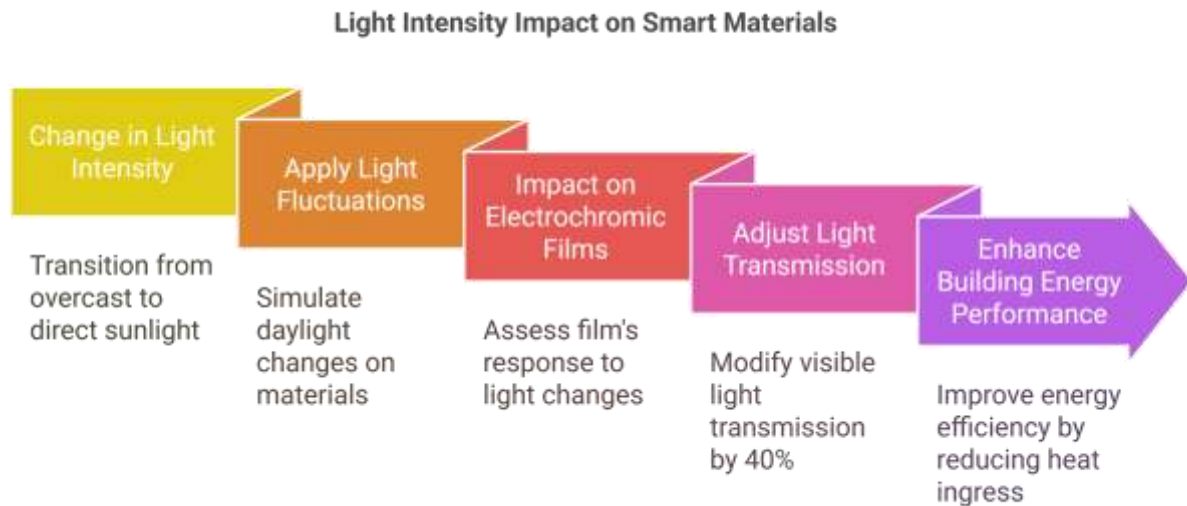 Light Intensity Impact on Smart Materials
Change in Light
Intensity
Transition from
overcast to
direct sunlight
Apply Light
Fluctuations
Simulate
daylight
changes on
materials
Impact on
Electrochromic
Films
Assess film's
response to
light changes
Adjust Light
Transmission
Modify visible
light
transmission
by 40%
Enhance
Building Energy
Performance
Improve energy
efficiency by
reducing heat
ingress